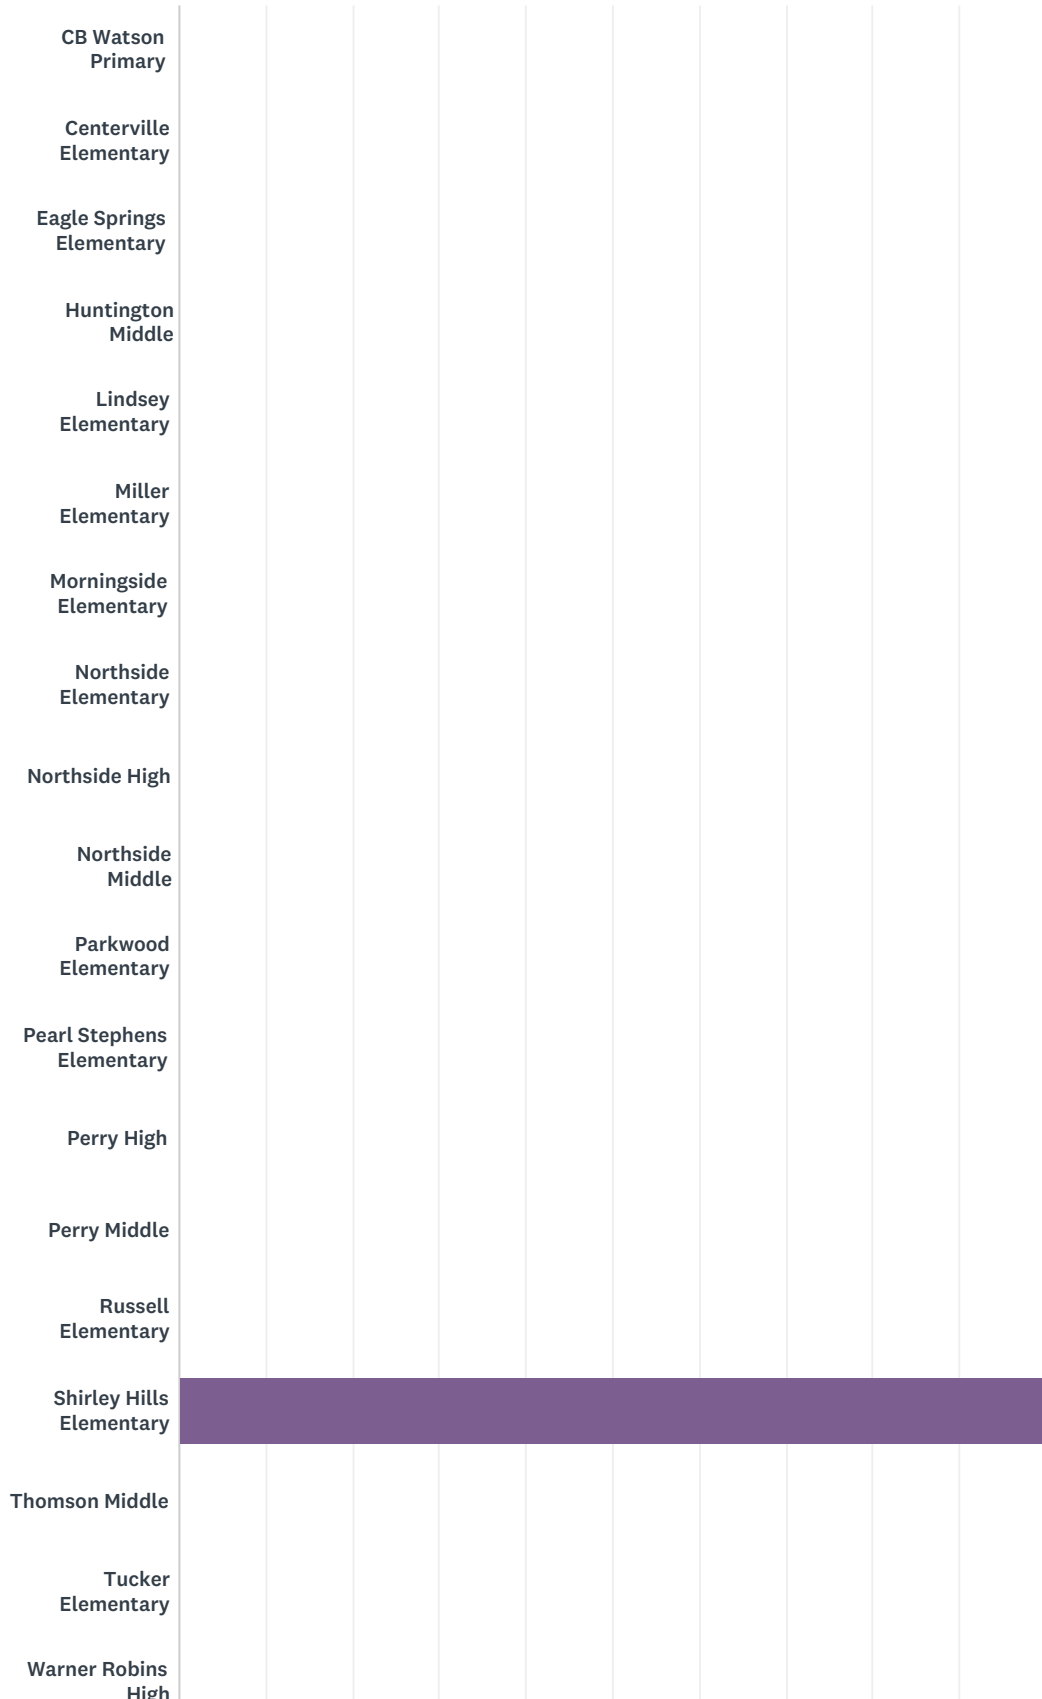 CB Watson
Primary
Centerville
Elementary
Eagle Springs
Elementary
Huntington
Middle
Lindsey
Elementary
Miller
Elementary
Morningside
Elementary
Northside
Elementary
Northside High
Northside
Middle
Parkwood
Elementary
Pearl Stephens
Elementary
Perry High
Perry Middle
Russell
Elementary
Shirley Hills
Elementary
Thomson Middle
Tucker
Elementary
Warner Robins
High